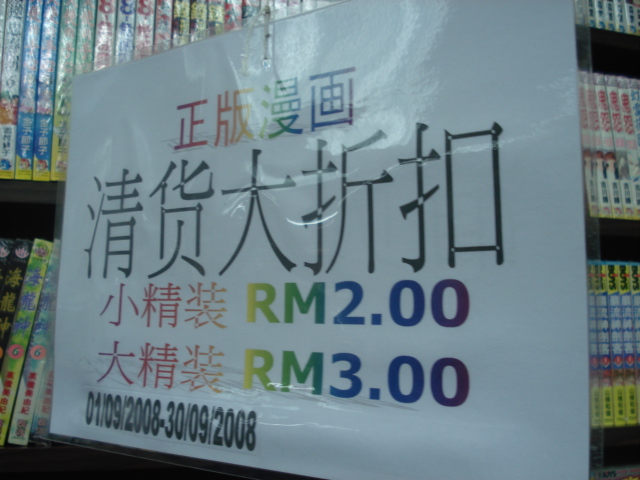 正版漫画
清货大折扣
小精装 RM2.00
大精装 RM3.00
01/09/2008-30/09/2008